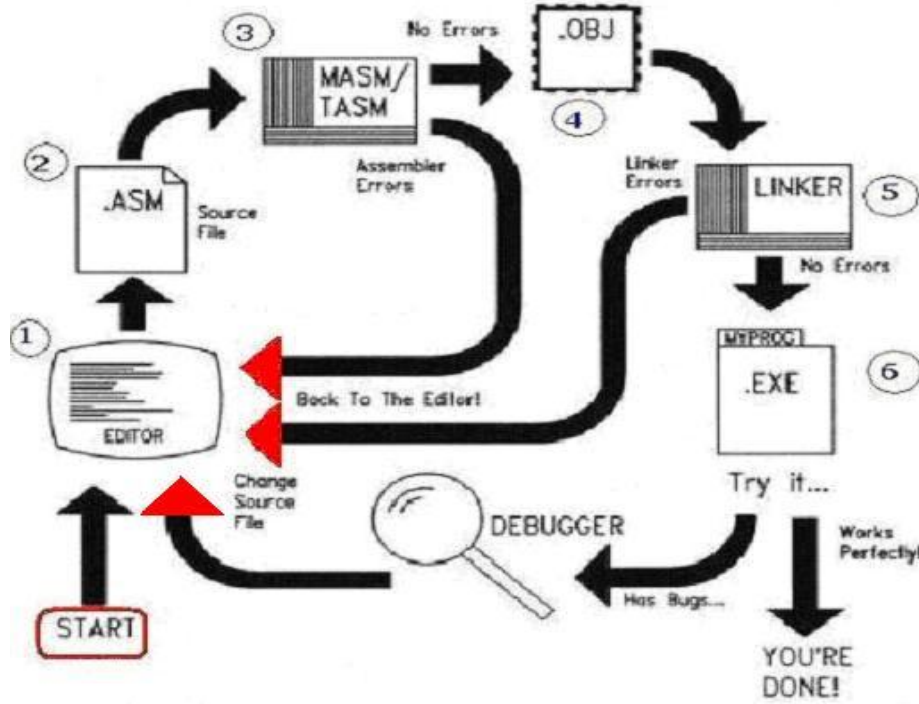 3
No Errors
.OBJ
MASM/
TASM
4
2
Assembler
Errors
Linker
Errors
LINKER
5
.ASM
Source
File
No Errors
1
MYPROG
.EXE
6
EDITOR
Back To The Editor!
Change
Source
File
Try it...
DEBUGGER
Works
Perfectly!
Has Bugs...
START
YOU'RE
DONE!